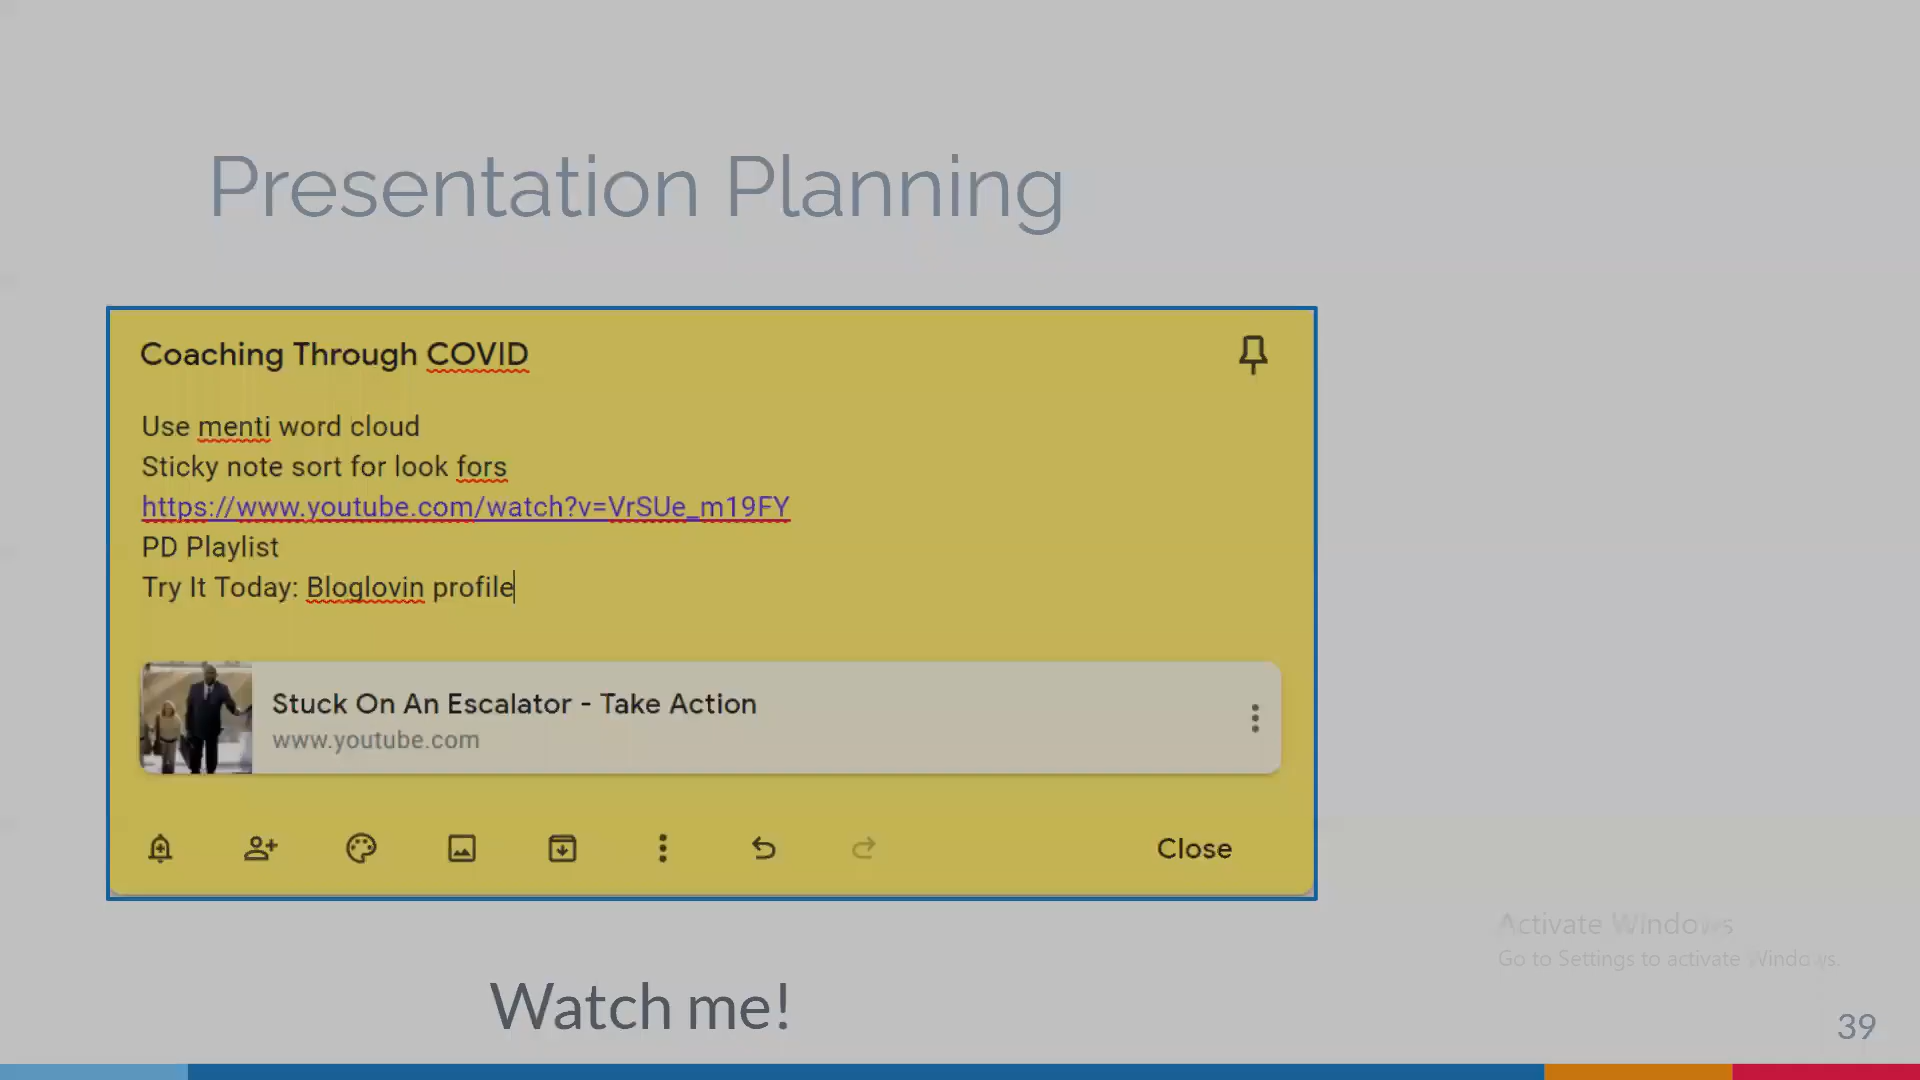 Presentation Planning
Coaching Through COVID
Use menti word cloud
Sticky note sort for look fors
https://www.youtube.com/watch?v=VrSUe_m19FY
PD Playlist
Try It Today: Bloglovin profile
Stuck On An Escalator - Take Action
www.youtube.com
Close
Activate Windows
Go to Settings to activate Windows.
Watch me!
39